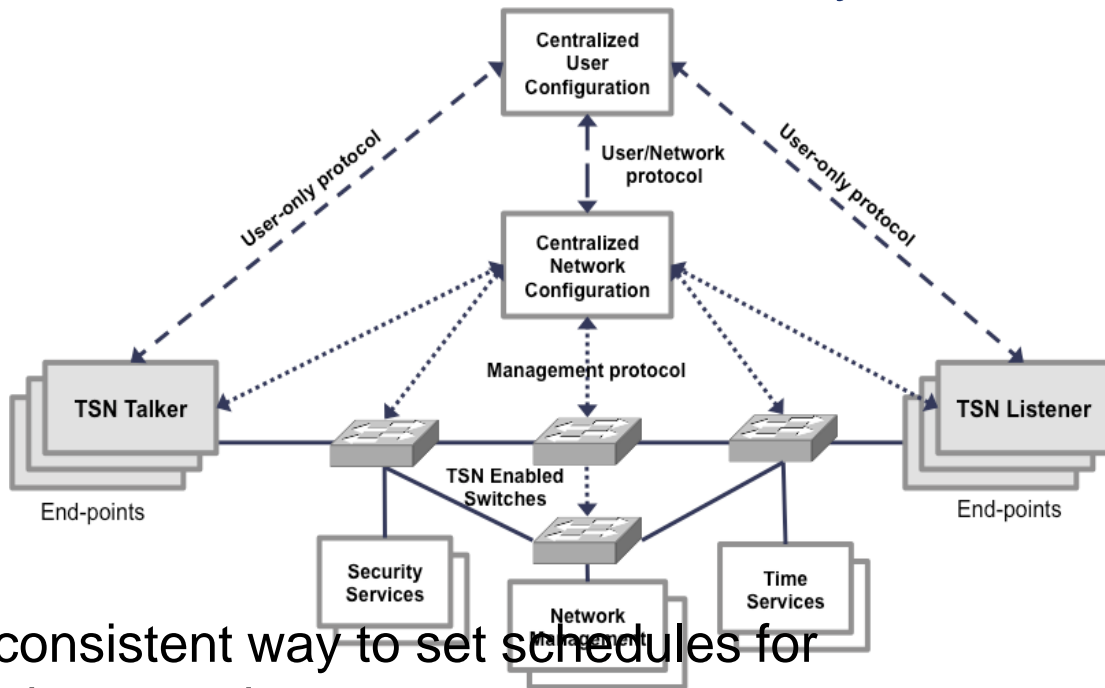 Centralized
User
Configuration
User-only protocol
User/Network
protocol
User-only protocol
Centralized
Network
Configuration
Management protocol
TSN Talker
TSN Listener
TSN Enabled
Switches
End-points
End-points
Security
Services
Network
Management
Time
Services
consistent way to set schedules for